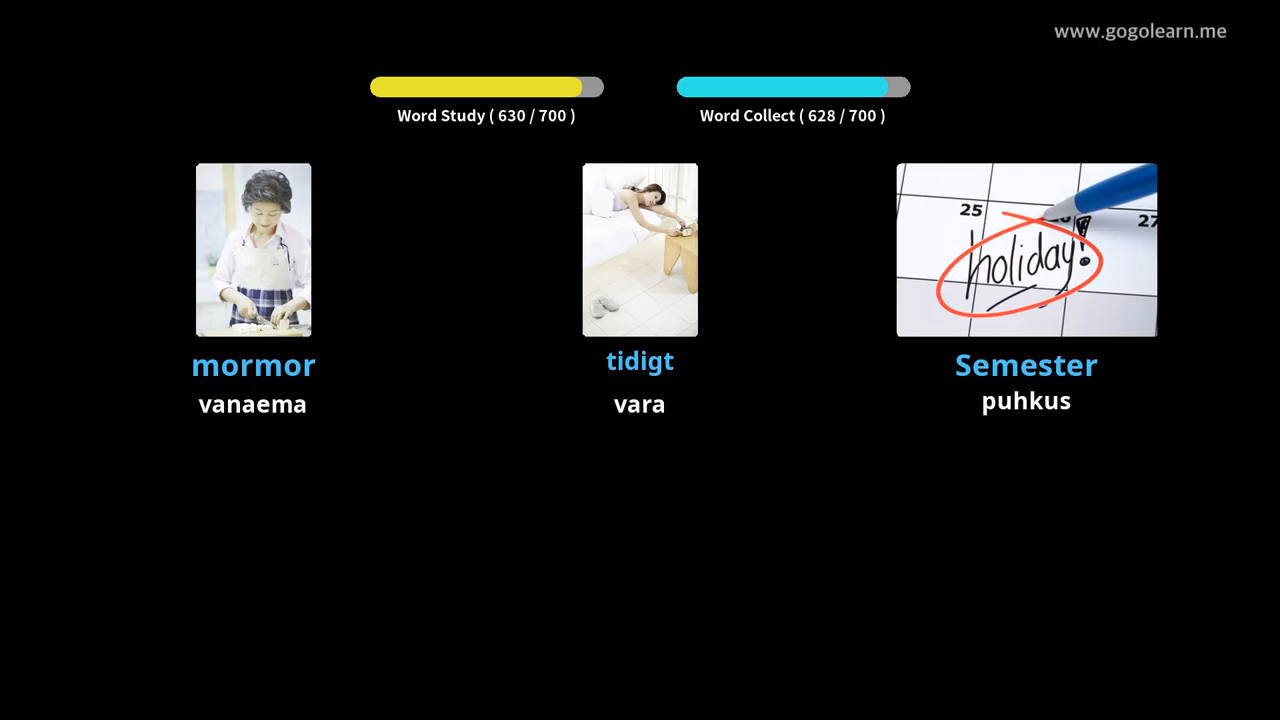 www.gogolearn.me
Word Study ( 630 / 700 )
Word Collect ( 628 / 700 )
25
27
holiday!
mormor
tidigt
Semester
vanaema
vara
puhkus